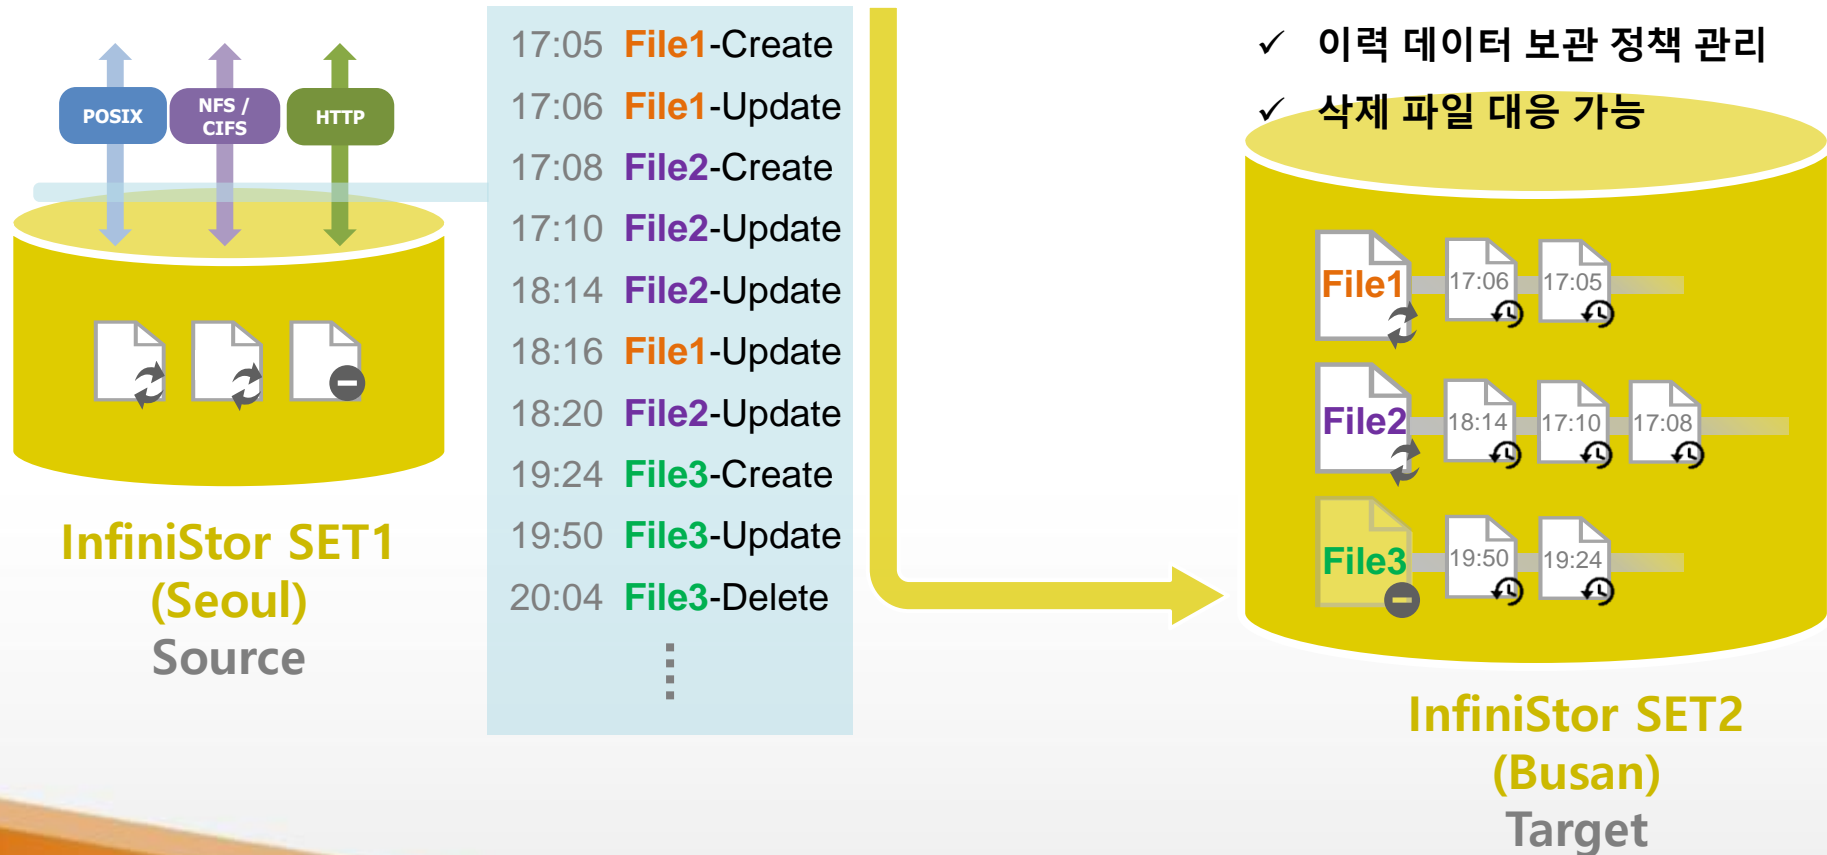 POSIX
NFS /
CIFS
HTTP
InfiniStor SET1
(Seoul)
Source
17:05 File1-Create
17:06 File1-Update
17:08 File2-Create
17:10 File2-Update
18:14 File2-Update
18:16 File1-Update
18:20 File2-Update
19:24 File3-Create
19:50 File3-Update
20:04 File3-Delete
✓ 이력 데이터 보관 정책 관리
✓ 삭제 파일 대응 가능
File1 17:06 17:05
File2 18:14 17:10 17:08
File3 19:50 19:24
InfiniStor SET2
(Busan)
Target